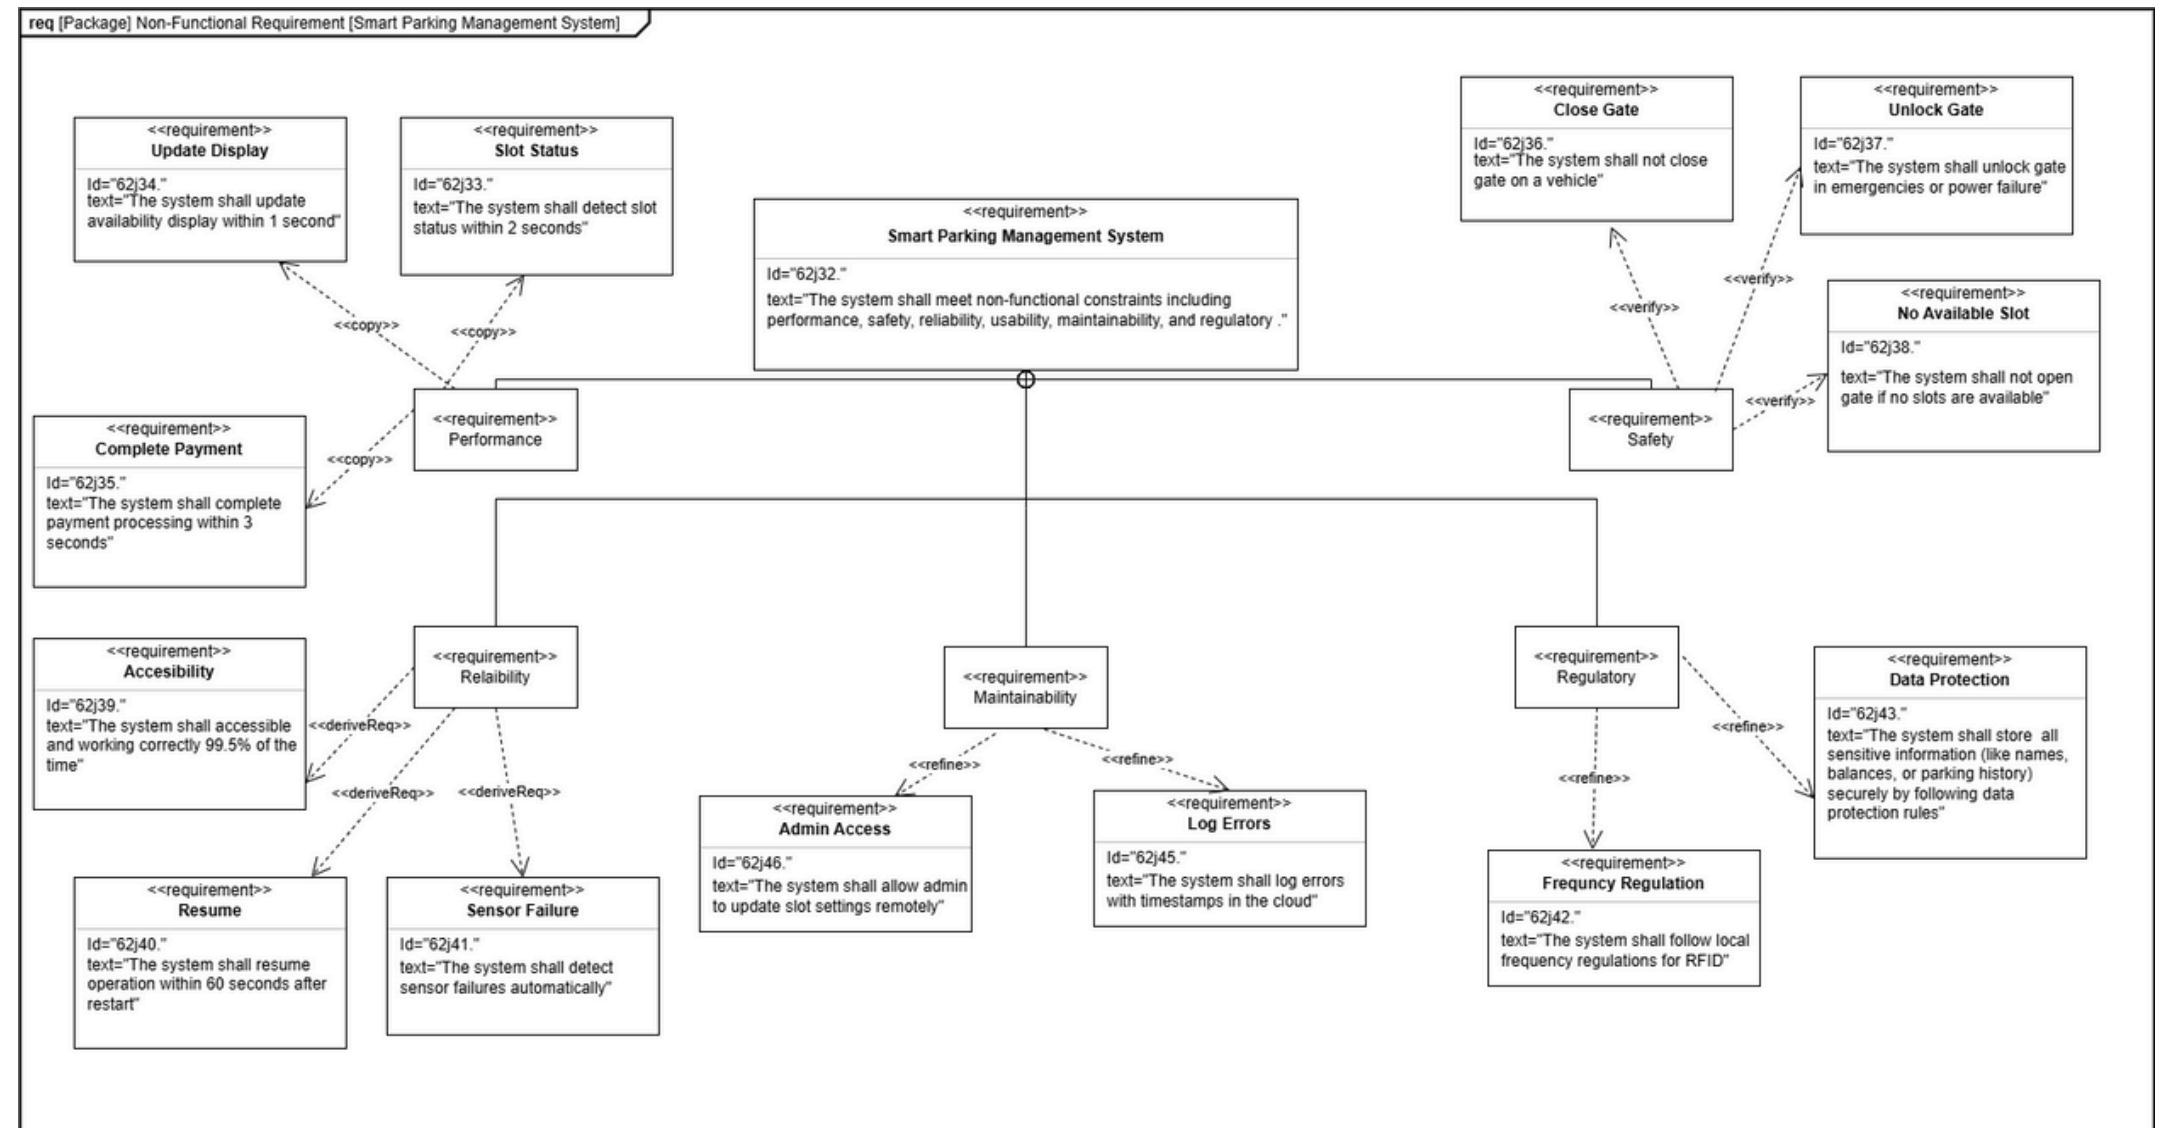 req [Package] Non-Functional Requirement [Smart Parking Management System]
<<requirement>>
Update Display
Id="62j34."
text="The system shall update
availability display within 1 second"
<<requirement>>
Slot Status
Id="62j33."
text="The system shall detect slot
status within 2 seconds"
<<requirement>>
Smart Parking Management System
Id="62j32."
text="The system shall meet non-functional constraints including
performance, safety, reliability, usability, maintainability, and regulatory ."
<<requirement>>
Close Gate
Id="62j36."
text="The system shall not close
gate on a vehicle"
<<requirement>>
Unlock Gate
Id="62j37."
text="The system shall unlock gate
in emergencies or power failure"
<<verify>>
<<verify>>
<<requirement>>
No Available Slot
Id="62j38."
text="The system shall not open
gate if no slots are available"
<<verify>>
<<copy>>
<<copy>>
<<requirement>>
Performance
<<requirement>>
Safety
<<copy>>
<<requirement>>
Complete Payment
Id="62j35."
text="The system shall complete
payment processing within 3
seconds"
<<requirement>>
Accesibility
Id="62j39."
text="The system shall accessible
and working correctly 99.5% of the
time"
<<requirement>>
Relaibility
<<deriveReq>>
<<deriveReq>>
<<deriveReq>>
<<requirement>>
Maintainability
<<refine>>
<<refine>>
<<requirement>>
Regulatory
<<refine>>
<<refine>>
<<requirement>>
Data Protection
Id="62j43."
text="The system shall store  all
sensitive information (like names,
balances, or parking history)
securely by following data
protection rules"
<<requirement>>
Resume
Id="62j40."
text="The system shall resume
operation within 60 seconds after
restart"
<<requirement>>
Sensor Failure
Id="62j41."
text="The system shall detect
sensor failures automatically"
<<requirement>>
Admin Access
Id="62j46."
text="The system shall allow admin
to update slot settings remotely"
<<requirement>>
Log Errors
Id="62j45."
text="The system shall log errors
with timestamps in the cloud"
<<requirement>>
Frequncy Regulation
Id="62j42."
text="The system shall follow local
frequency regulations for RFID"